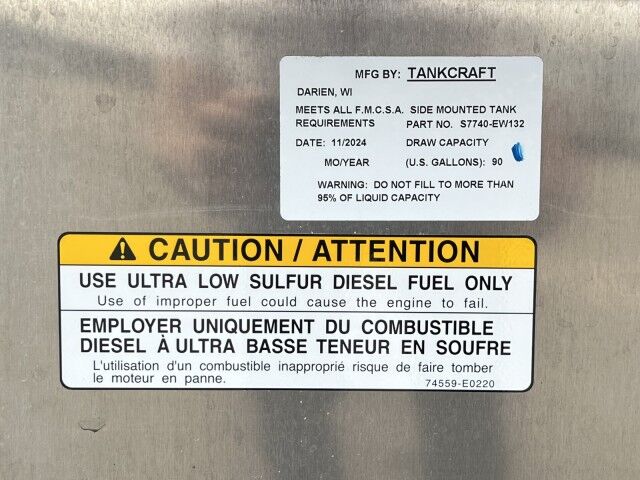 MFG BY: TANKCRAFT
DARIEN, WI
MEETS ALL F.M.C.S.A. SIDE MOUNTED TANK
REQUIREMENTS PART NO. S7740-EW132
DATE: 11/2024 DRAW CAPACITY
MO/YEAR (U.S. GALLONS): 90
WARNING: DO NOT FILL TO MORE THAN
95% OF LIQUID CAPACITY
CAUTION / ATTENTION
USE ULTRA LOW SULFUR DIESEL FUEL ONLY
Use of improper fuel could cause the engine to fail.
EMPLOYER UNIQUEMENT DU COMBUSTIBLE
DIESEL À ULTRA BASSE TENEUR EN SOUFRE
L'utilisation d'un combustible inapproprié risque de faire tomber
le moteur en panne.
74559-E0220